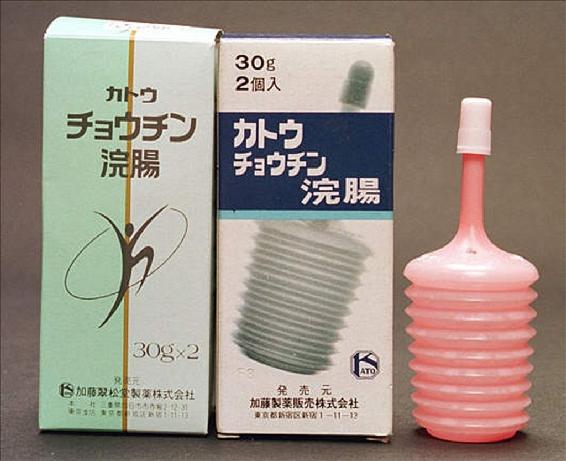 カトウ
チョウチン
浣腸
30g×2
発売元
加藤翠松堂製薬株式会社
30g
2個入
カトウ
チョウチン
浣腸
KATO
発売元
加藤製薬販売株式会社
東京都新宿区新宿1-11-13